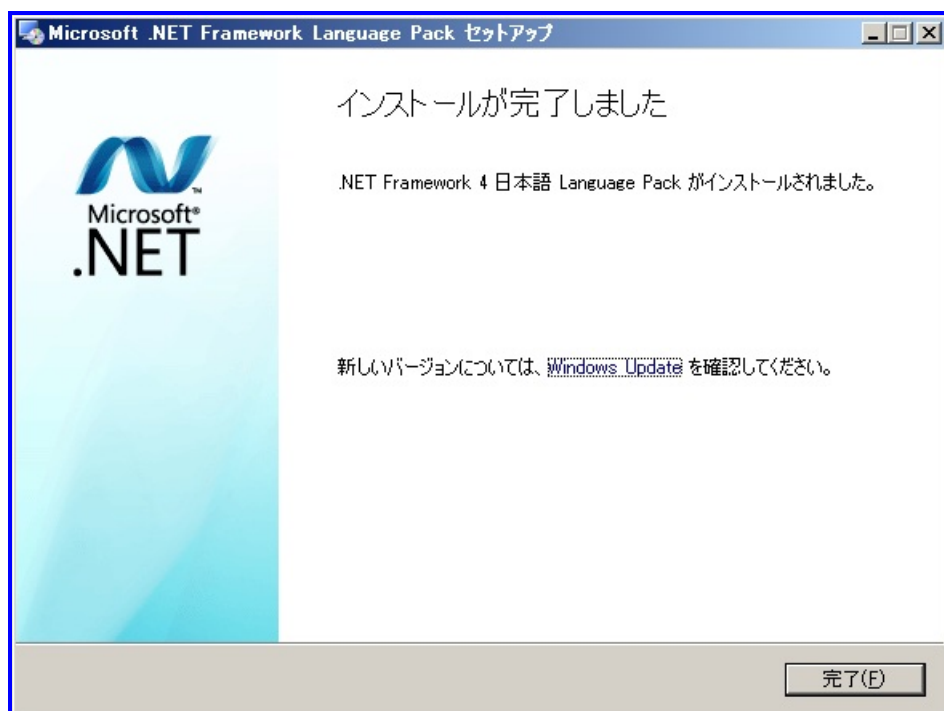 Microsoft .NET Framework Language Pack セットアップ
インストールが完了しました
.NET Framework 4 日本語 Language Pack がインストールされました。
Microsoft®
.NET™
新しいバージョンについては、Windows Update を確認してください。
完了(F)